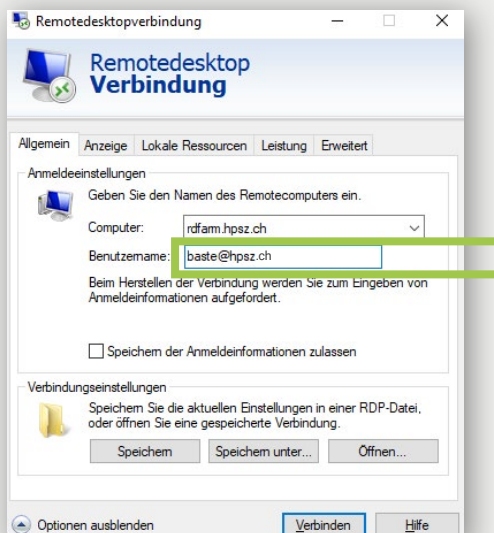 Remotedesktopverbindung
Remotedesktop
Verbindung
Allgemein Anzeige Lokale Ressourcen Leistung Erweitert
Anmeldeeinstellungen
Geben Sie den Namen des Remotecomputers ein.
Computer: rdfarm.hpsz.ch
Benutzername: baste@hpsz.ch
Beim Herstellen der Verbindung werden Sie zum Eingeben von
Anmeldeinformationen aufgefordert.
Speichern der Anmeldeinformationen zulassen
Verbindungseinstellungen
Speichern Sie die aktuellen Einstellungen in einer RDP-Datei,
oder öffnen Sie eine gespeicherte Verbindung.
Speichern Speichern unter... Öffnen...
Optionen ausblenden Verbinden Hilfe